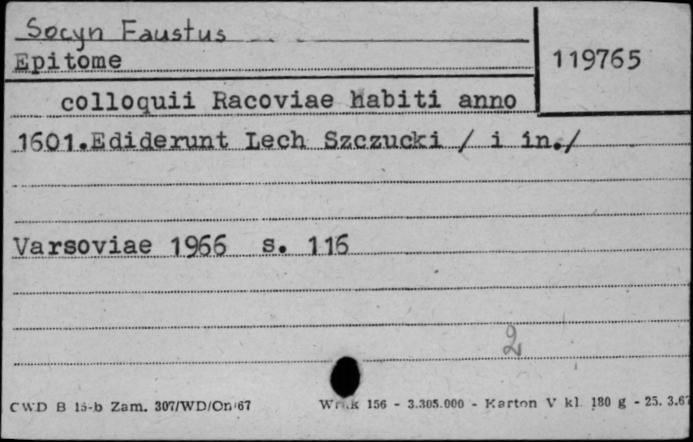 Socyn Faustus
Epitome
119765
colloquii Racoviae habiti anno
1601.Ediderunt Lech Szczucki / i in./
Varsoviae 1966 s. 116
2
CWD B 15-b Zam. 307/WD/On/67 156 - 3.305.000 - Karton V kl. 180 g - 25. 3.67